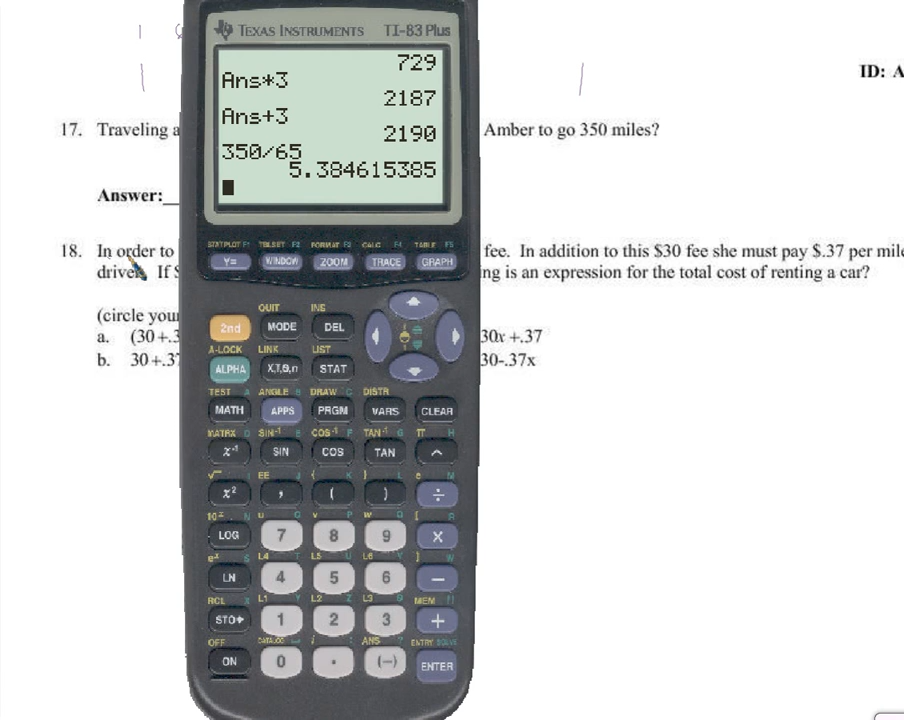 TEXAS INSTRUMENTS TI-83 Plus
729
Ans*3
2187
Ans+3
2190
350/65
5.384615385
ID: A
17. Traveling a Amber to go 350 miles?
Answer:__
18. In order to fee. In addition to this $30 fee she must pay $.37 per mile
drives. If S ng is an expression for the total cost of renting a car?
(circle your
a. (30+.3 30x +.37
b. 30+.37 30-.37x
STAT PLOT F1 TBLSET F2 FORMAT F3 CALC F4 TABLE F5
Y= WINDOW ZOOM TRACE GRAPH
QUIT INS
2nd MODE DEL
A-LOCK LINK LIST
ALPHA X,T,θ,n STAT
TEST A ANGLE B DRAW C DISTR
MATH APPS PRGM VARS CLEAR
MATRX D SIN⁻¹ E COS⁻¹ F TAN⁻¹ G π H
x⁻¹ SIN COS TAN ^
√ I EE J { K } L e M
x² , ( ) ÷
10ˣ N u O v P w Q [ R
LOG 7 8 9 X
eˣ S L4 T L5 U L6 V ] W
LN 4 5 6 −
RCL X L1 Y L2 Z L3 θ MEM "
STO➔ 1 2 3 +
OFF CATALOG i : ANS ? ENTRY SOLVE
ON 0 . (−) ENTER